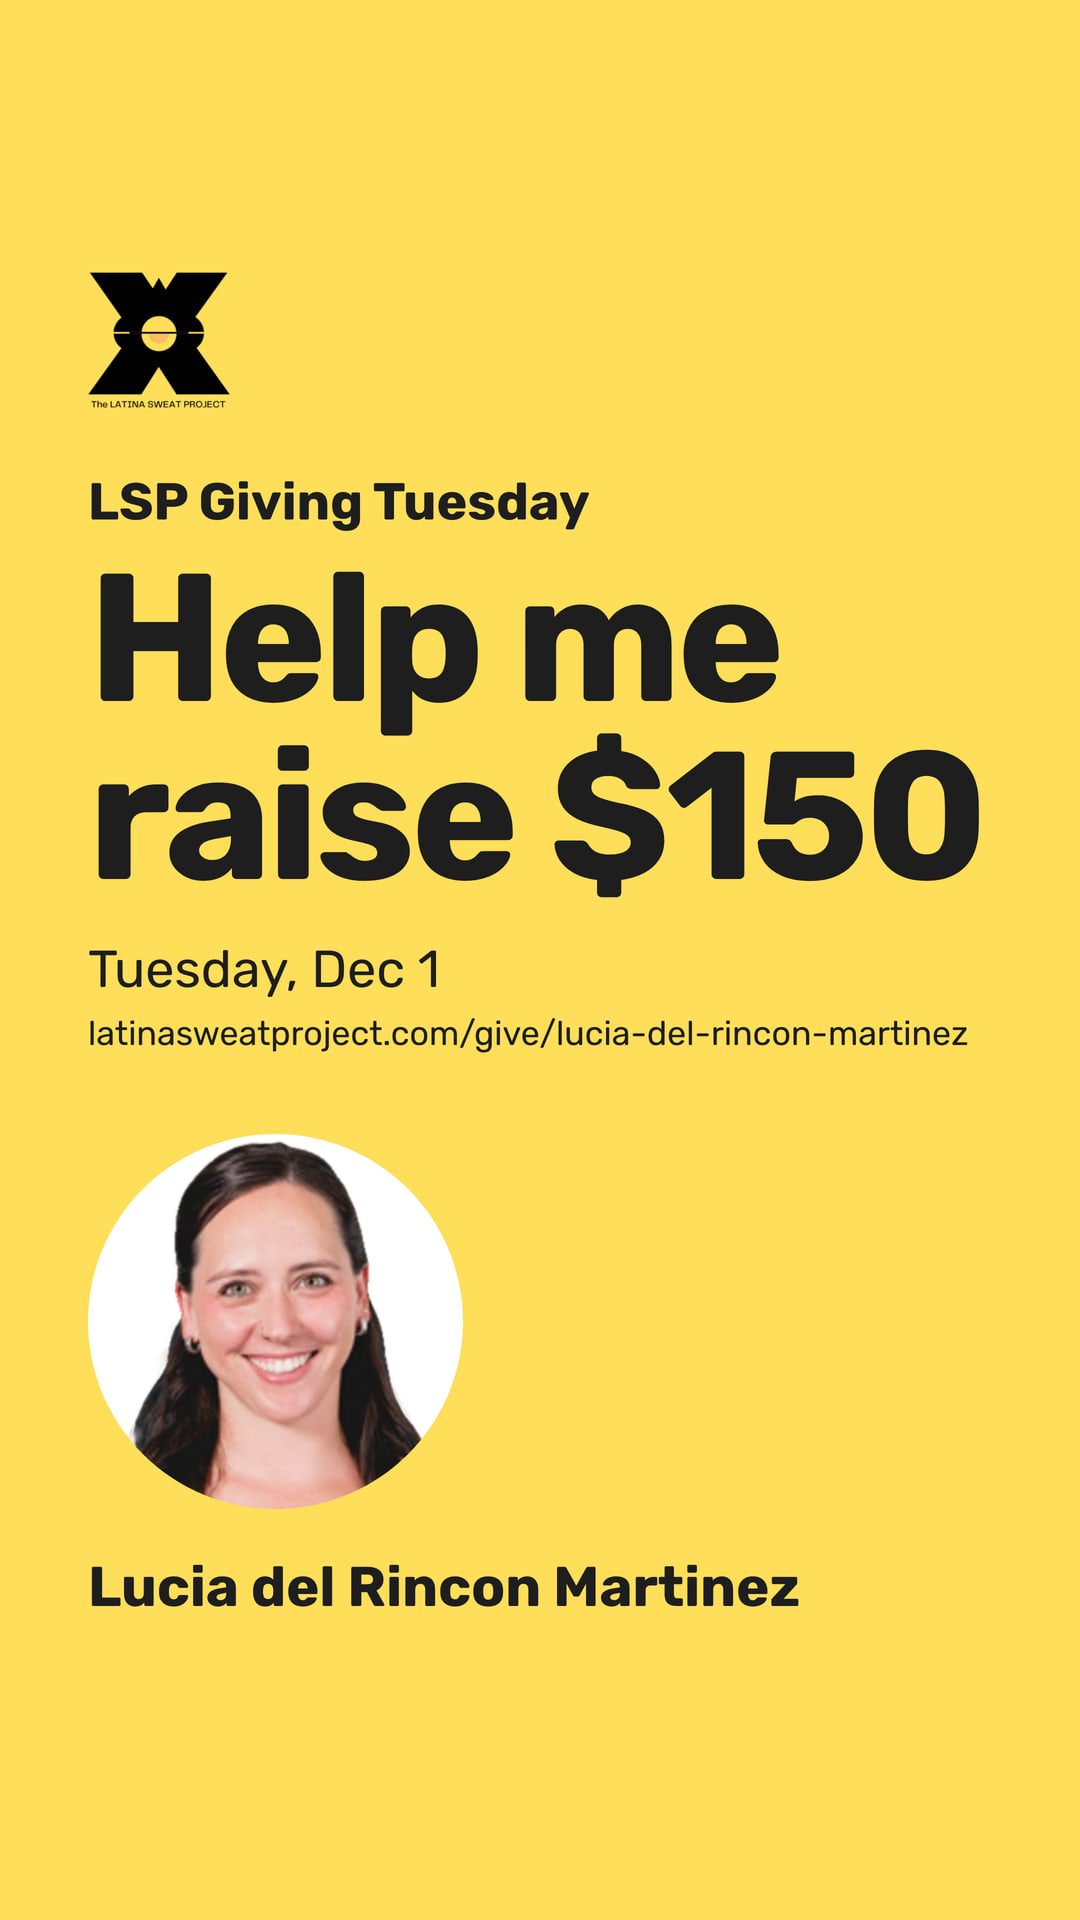 The LATINA SWEAT PROJECT
LSP Giving Tuesday
Help me
raise $150
Tuesday, Dec 1
latinasweatproject.com/give/lucia-del-rincon-martinez
Lucia del Rincon Martinez